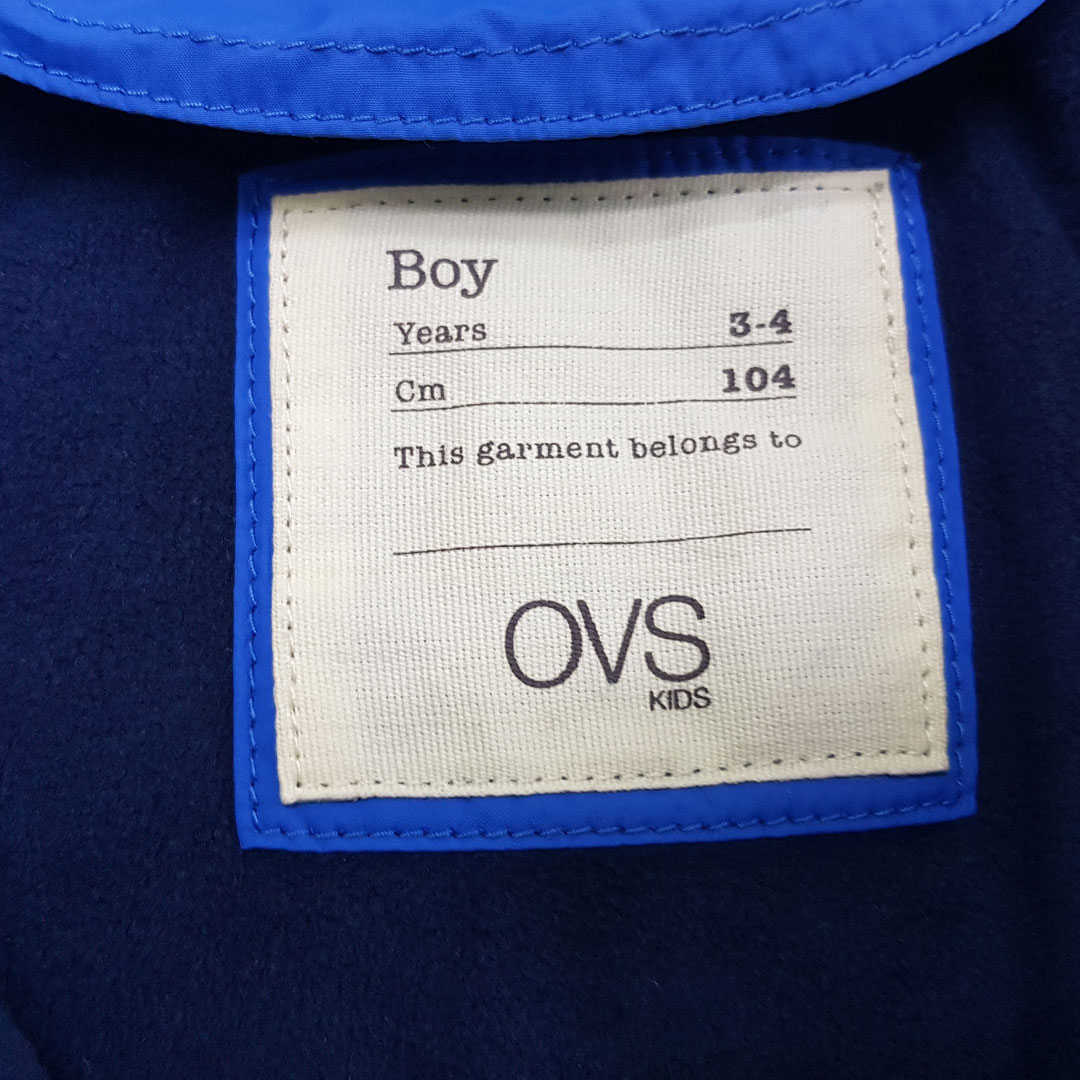 Boy
Years 3-4
Cm 104
This garment belongs to
OVS
KIDS